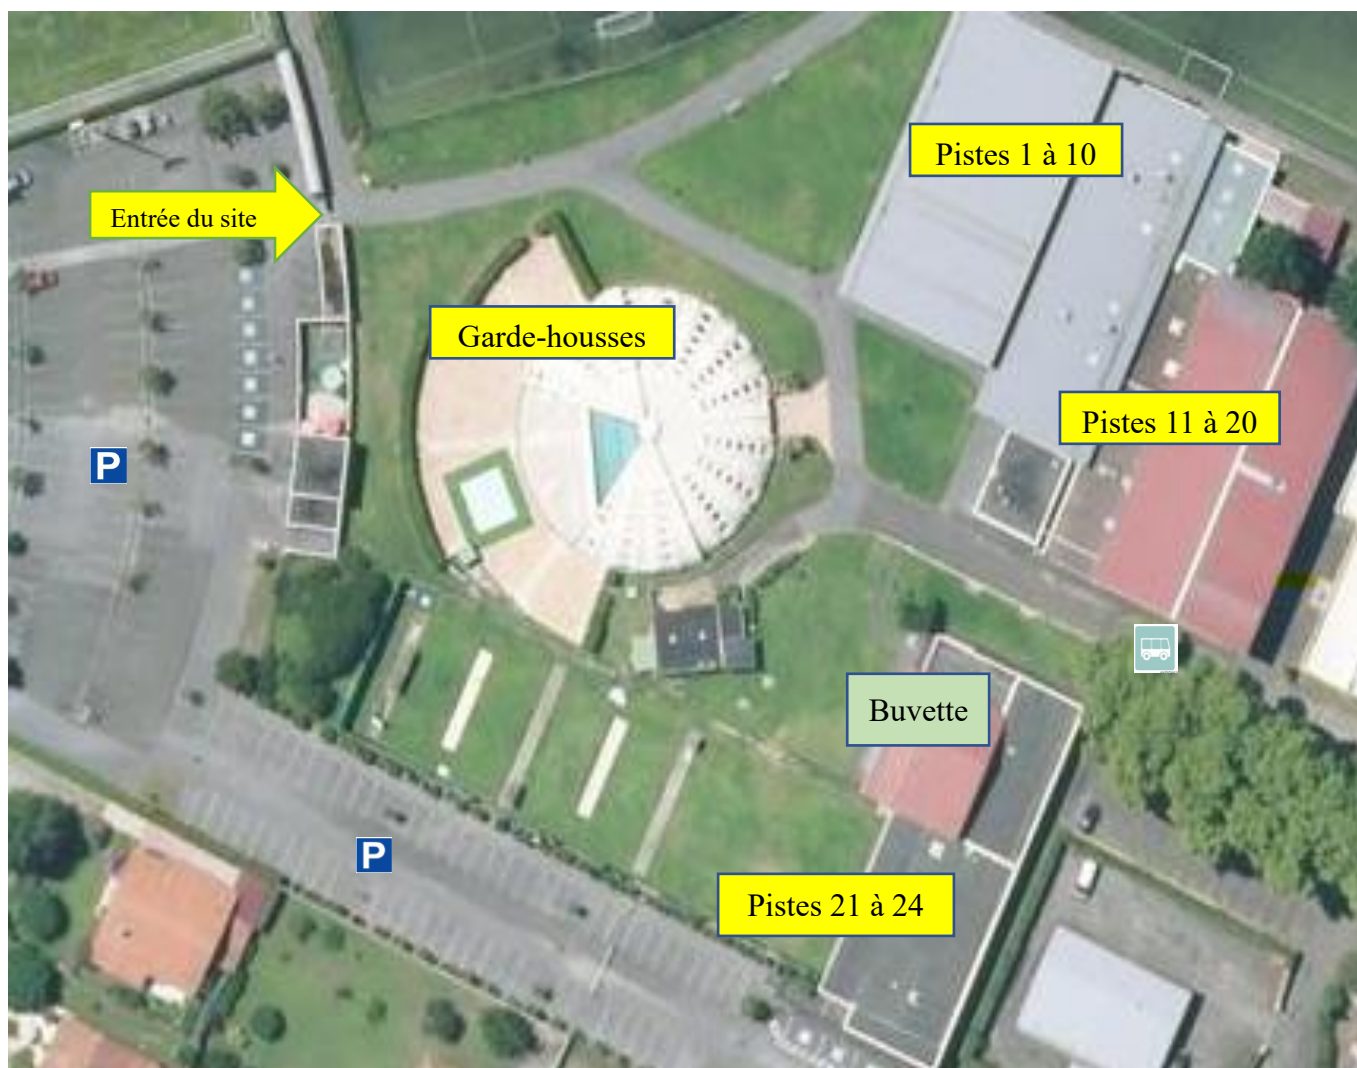 Pistes 1 à 10
Entrée du site
Garde-housses
Pistes 11 à 20
P
Buvette
P
Pistes 21 à 24